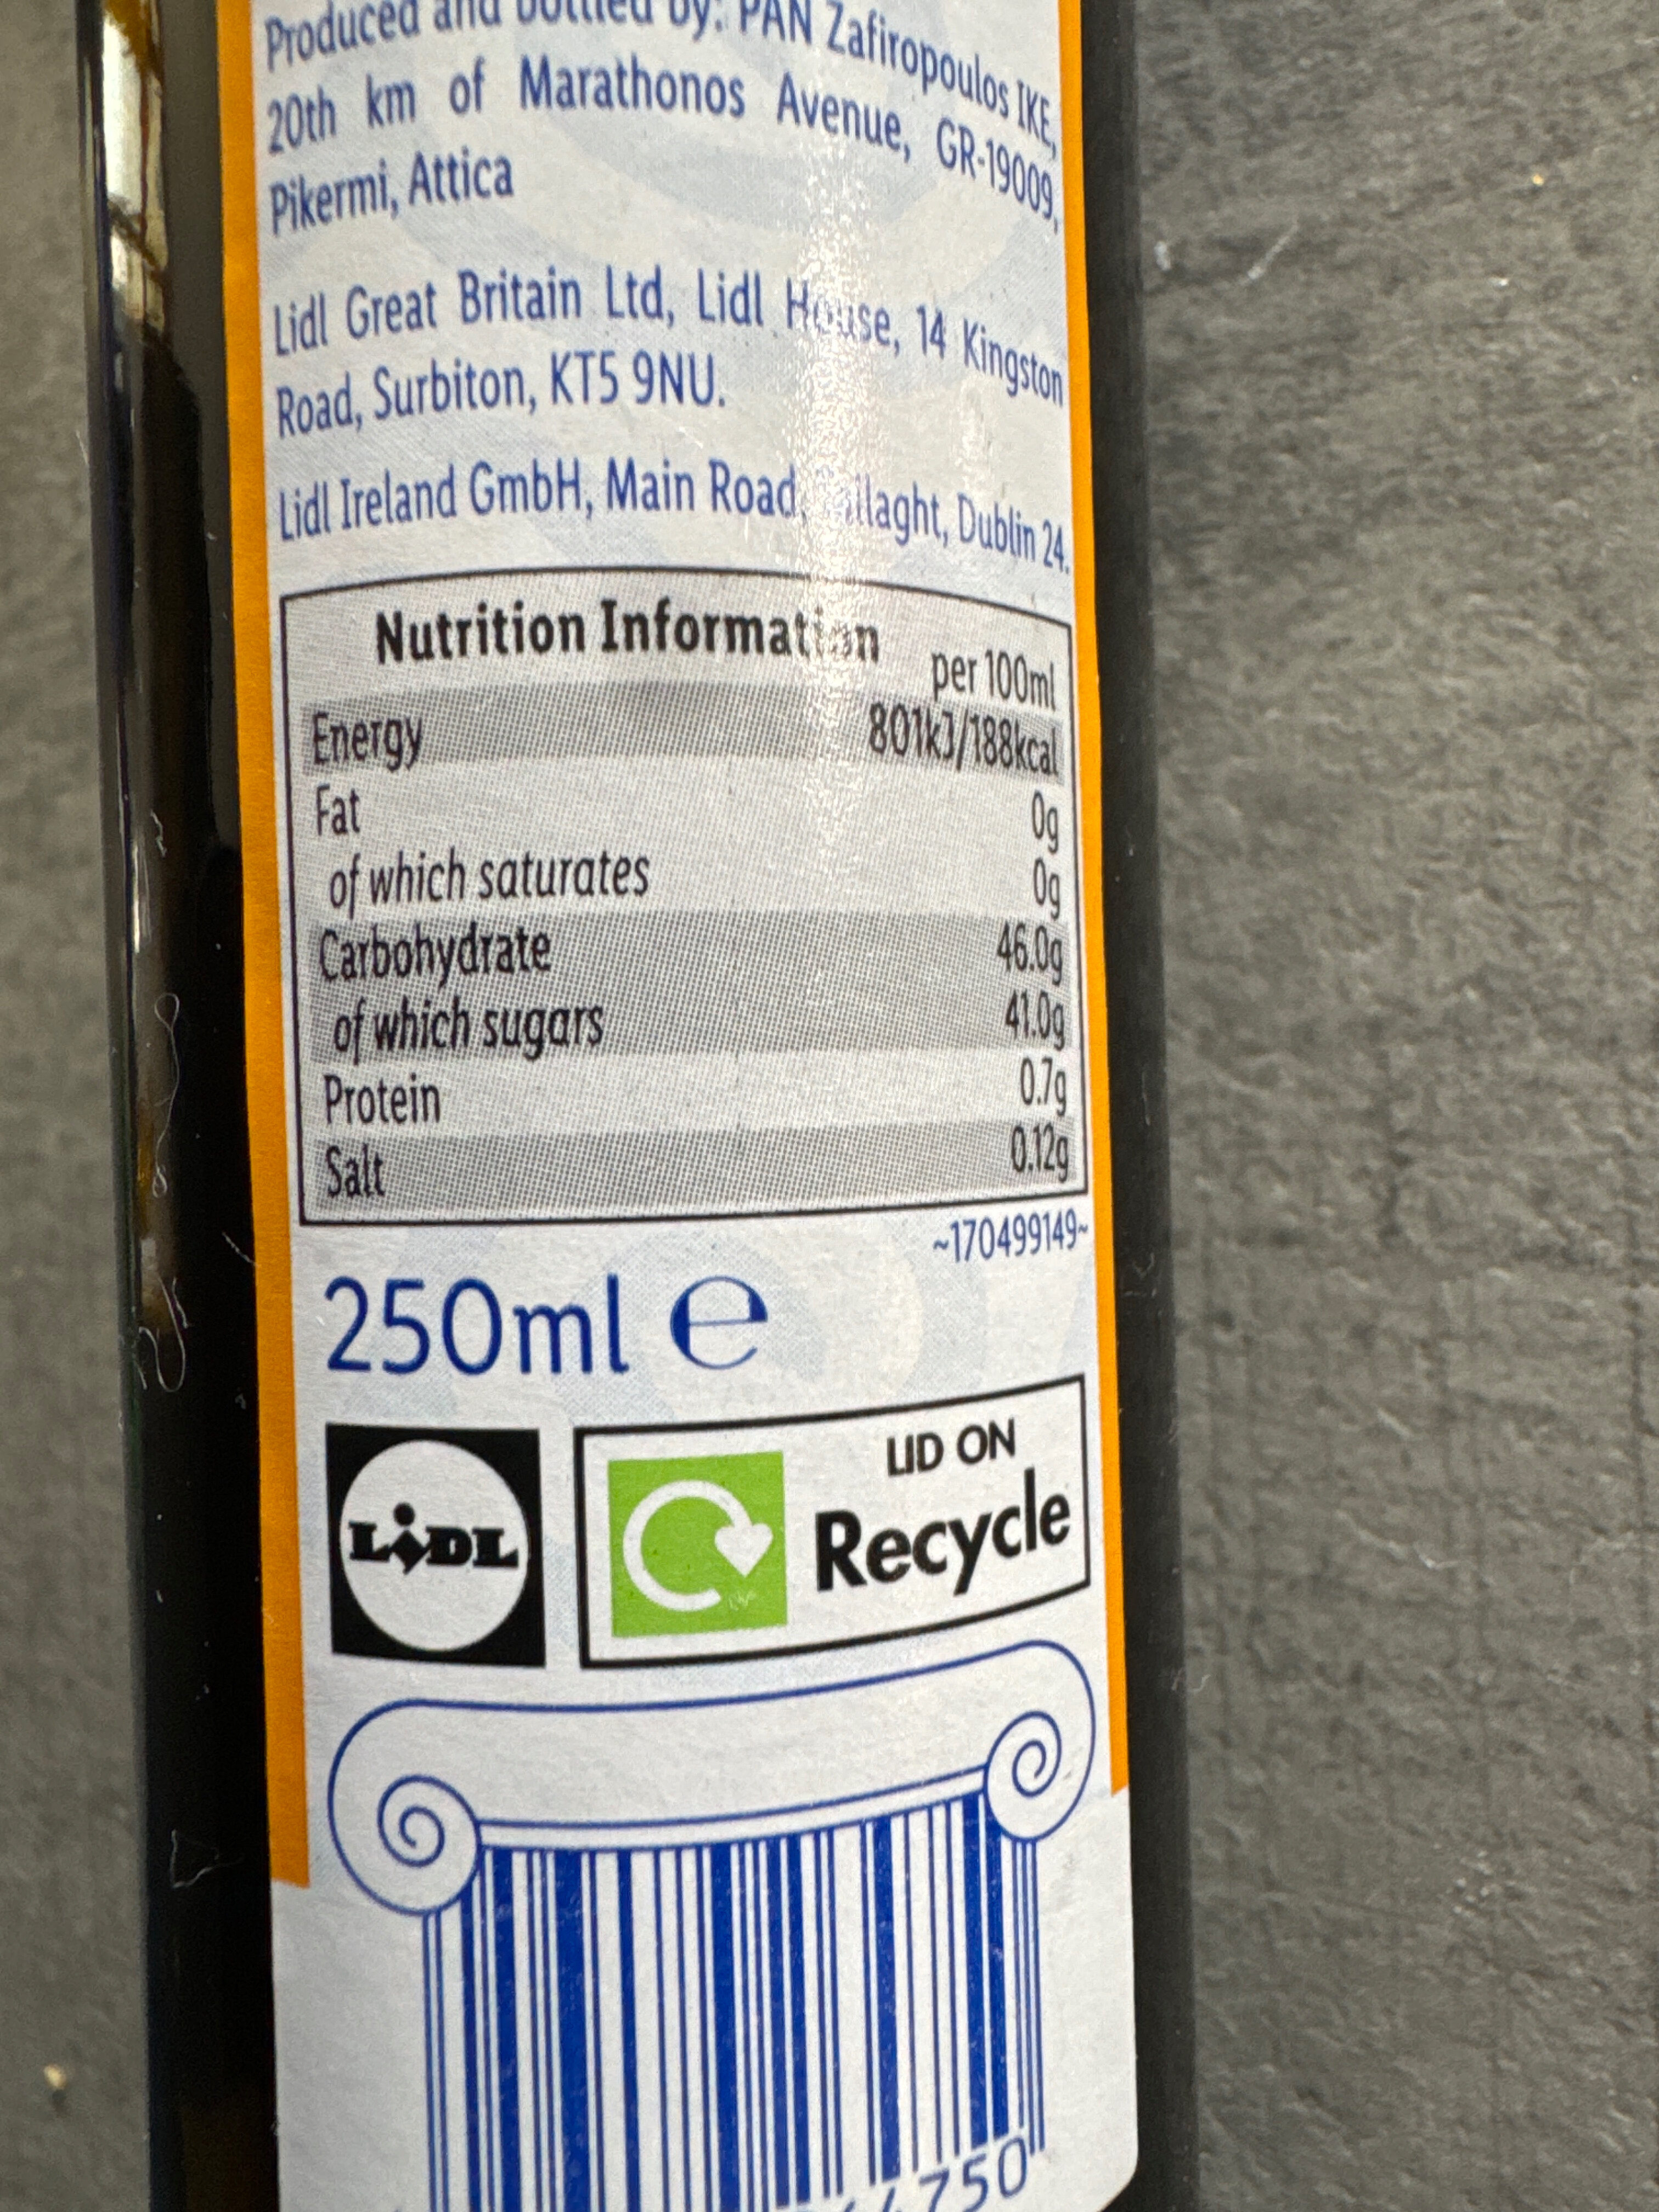 Produced and bottled by: PAN Zafiropoulos IKE,
20th km of Marathonos Avenue, GR-19009,
Pikermi, Attica
Lidl Great Britain Ltd, Lidl House, 14 Kingston
Road, Surbiton, KT5 9NU.
Lidl Ireland GmbH, Main Road, Tallaght, Dublin 24.
Nutrition Information
per 100ml
Energy 801kJ/188kcal
Fat 0g
of which saturates 0g
Carbohydrate 46.0g
of which sugars 41.0g
Protein 0.7g
Salt 0.12g
~170499149~
250ml e
LIDL
LID ON
Recycle
750